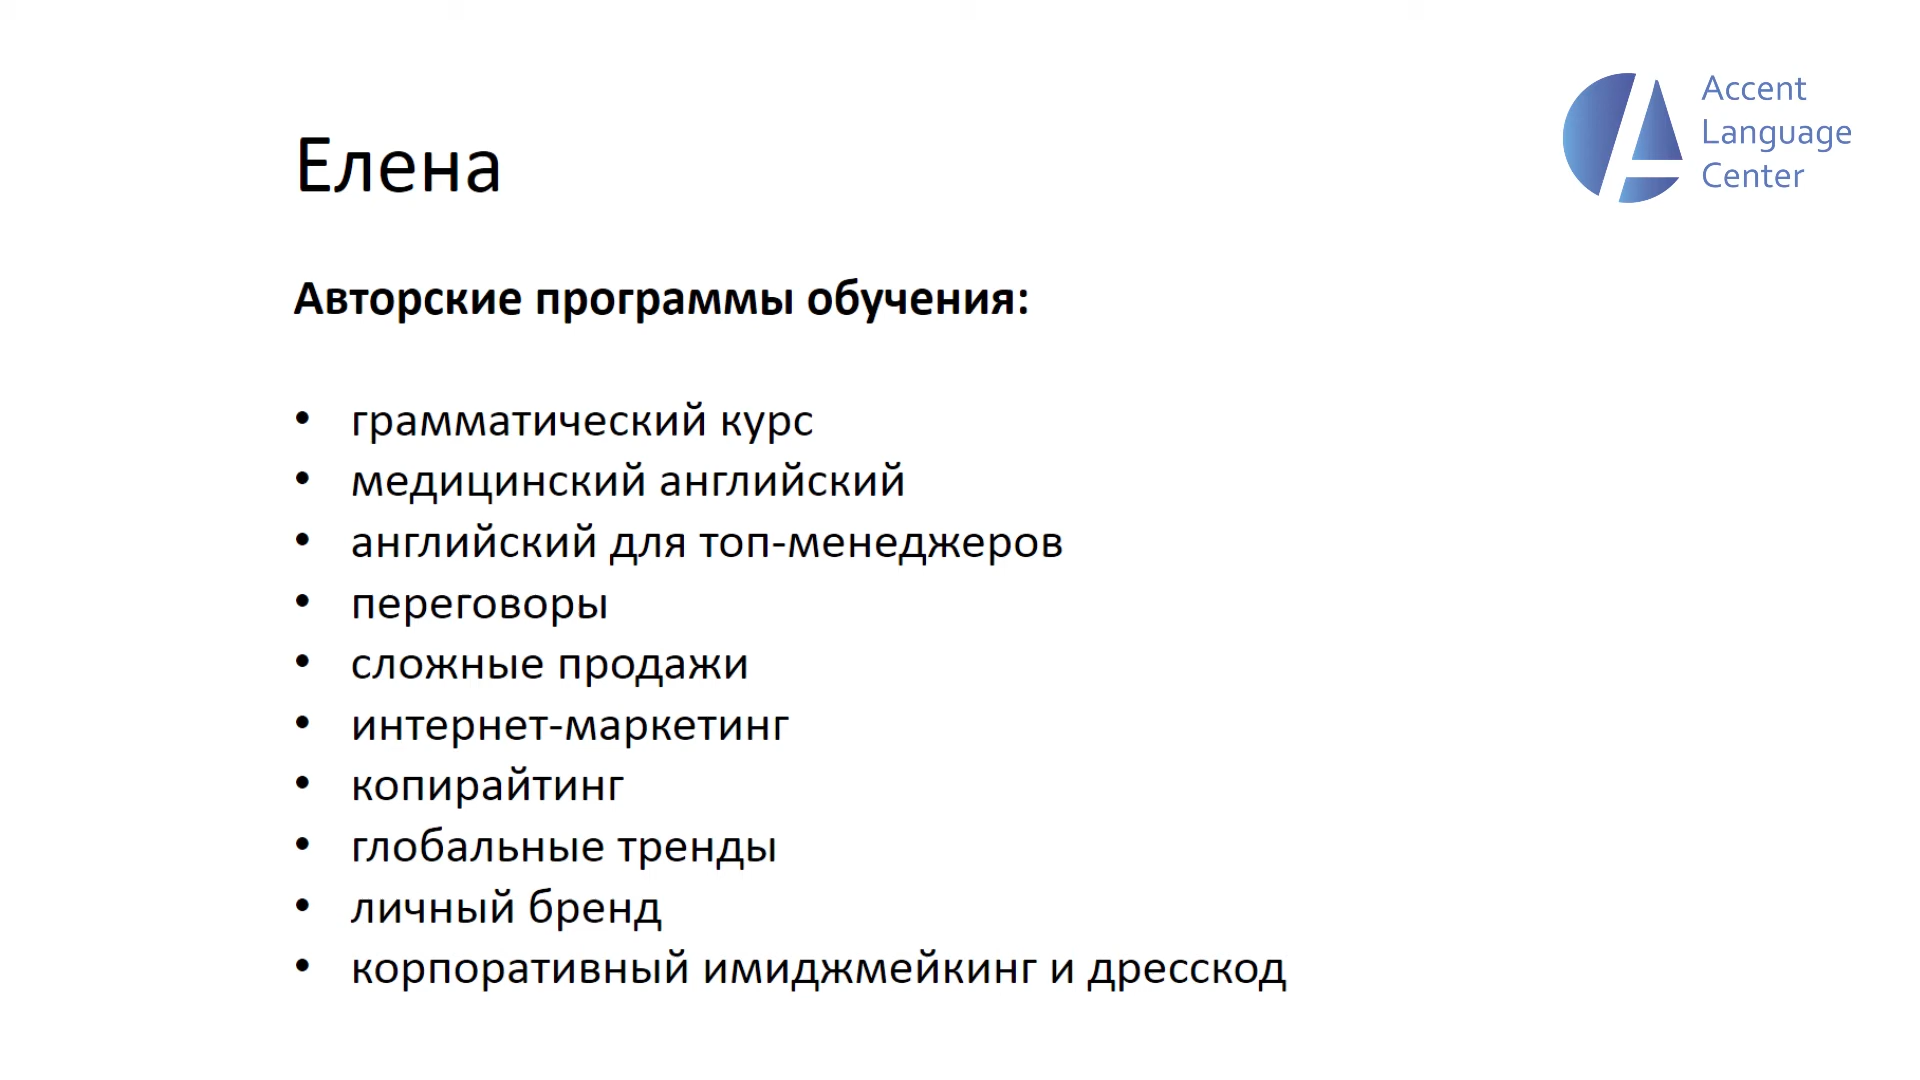 Accent
Language
Center
Елена
Авторские программы обучения:
• грамматический курс
• медицинский английский
• английский для топ-менеджеров
• переговоры
• сложные продажи
• интернет-маркетинг
• копирайтинг
• глобальные тренды
• личный бренд
• корпоративный имиджмейкинг и дресскод